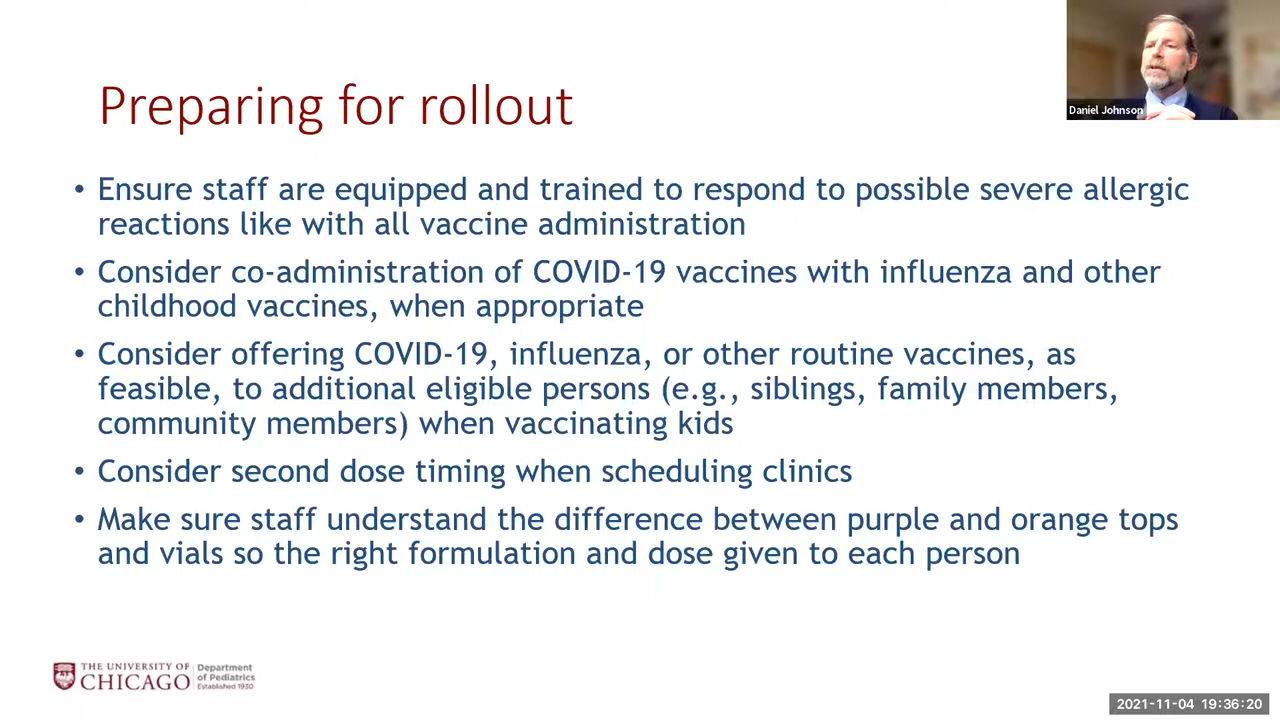 Daniel Johnson
Preparing for rollout
• Ensure staff are equipped and trained to respond to possible severe allergic
reactions like with all vaccine administration
• Consider co-administration of COVID-19 vaccines with influenza and other
childhood vaccines, when appropriate
• Consider offering COVID-19, influenza, or other routine vaccines, as
feasible, to additional eligible persons (e.g., siblings, family members,
community members) when vaccinating kids
• Consider second dose timing when scheduling clinics
• Make sure staff understand the difference between purple and orange tops
and vials so the right formulation and dose given to each person
THE UNIVERSITY OF
CHICAGO
Department
of Pediatrics
Established 1930
2021-11-04 19:36:20